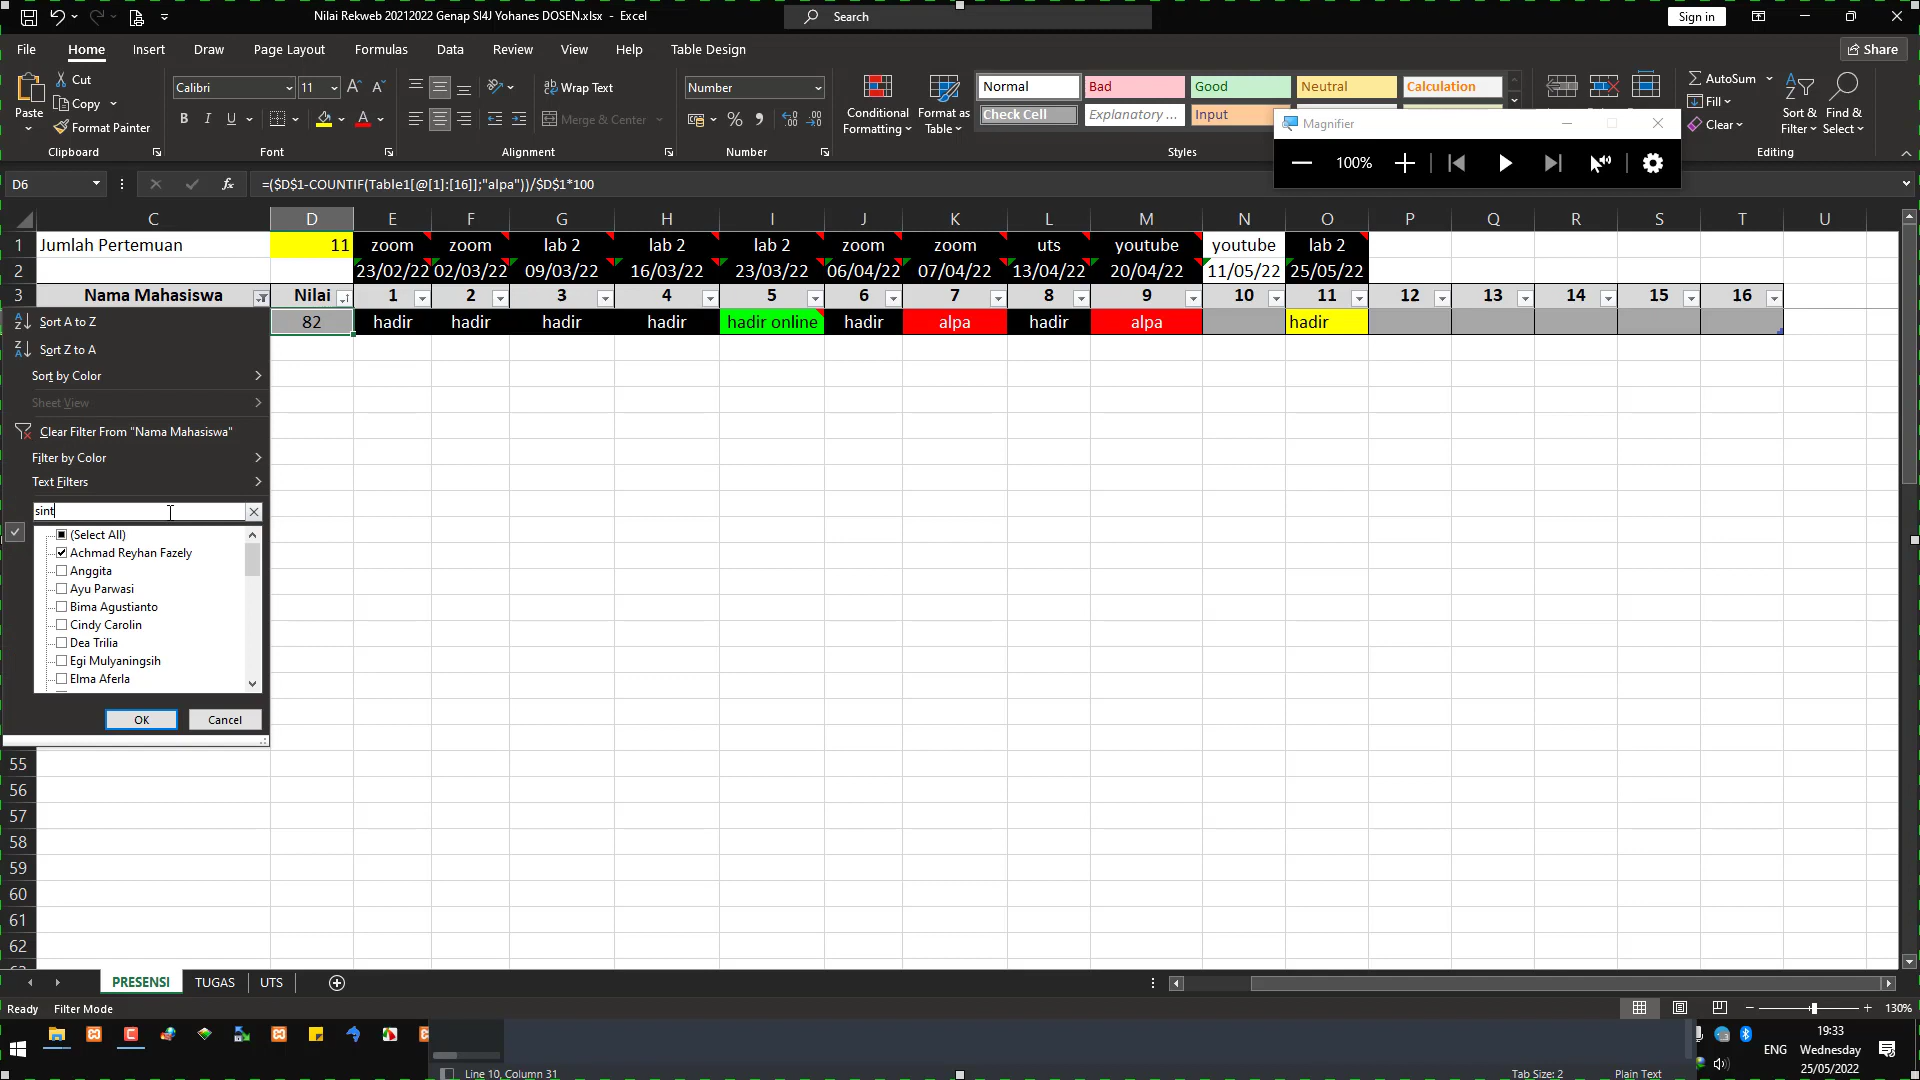 Nilai Rekweb 20212022 Genap SI4J Yohanes DOSEN.xlsx - Excel
Search
Sign in
File Home Insert Draw Page Layout Formulas Data Review View Help Table Design
Share
Cut
Copy
Format Painter
Paste
Clipboard
Calibri 11
B I U
Font
Wrap Text
Merge & Center
Alignment
Number
Number
Conditional Formatting
Format as Table
Normal Bad Good Neutral Calculation
Check Cell Explanatory ... Input
Styles
AutoSum
Fill
Clear
Sort & Filter
Find & Select
Editing
Magnifier
100%
D6
=($D$1-COUNTIF(Table1[@[1]:[16]];"alpa"))/$D$1*100
C D E F G H I J K L M N O P Q R S T U
1 Jumlah Pertemuan 11 zoom zoom lab 2 lab 2 lab 2 zoom zoom uts youtube youtube lab 2
2 23/02/22 02/03/22 09/03/22 16/03/22 23/03/22 06/04/22 07/04/22 13/04/22 20/04/22 11/05/22 25/05/22
3 Nama Mahasiswa Nilai 1 2 3 4 5 6 7 8 9 10 11 12 13 14 15 16
82 hadir hadir hadir hadir hadir online hadir alpa hadir alpa hadir
Sort A to Z
Sort Z to A
Sort by Color
Sheet View
Clear Filter From "Nama Mahasiswa"
Filter by Color
Text Filters
sint
(Select All)
Achmad Reyhan Fazely
Anggita
Ayu Parwasi
Bima Agustianto
Cindy Carolin
Dea Trilia
Egi Mulyaningsih
Elma Aferla
OK Cancel
55
56
57
58
59
60
61
62
PRESENSI TUGAS UTS
Ready Filter Mode
130%
Line 10, Column 31
Tab Size: 2
Plain Text
ENG
19:33
Wednesday
25/05/2022